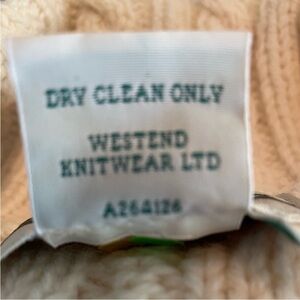 DRY CLEAN ONLY
WESTEND
KNITWEAR LTD
A264126